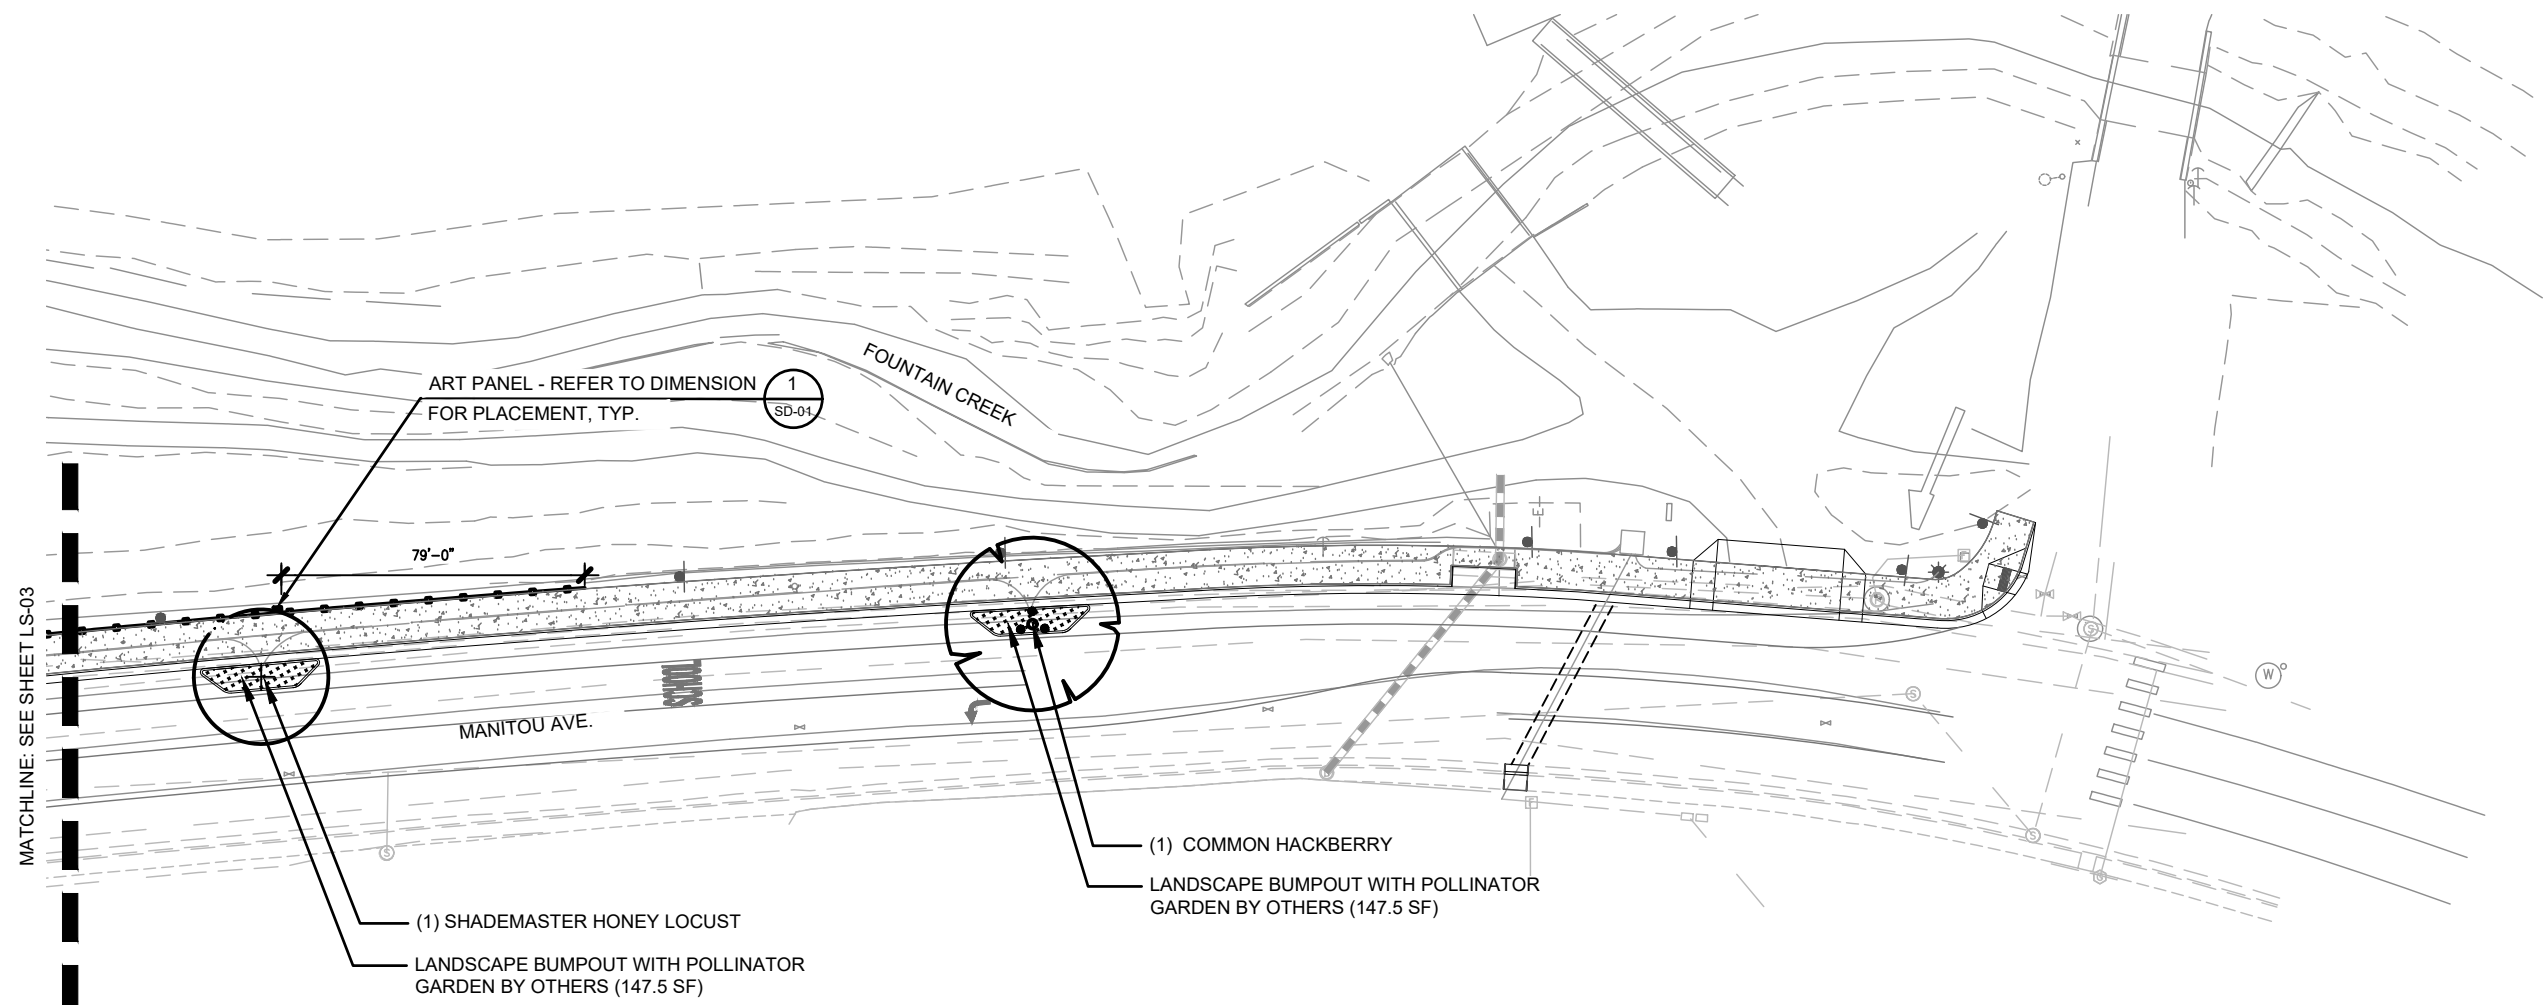 FOUNTAIN CREEK
ART PANEL - REFER TO DIMENSION
FOR PLACEMENT, TYP.
1
SD-01
79'-0"
MATCHLINE: SEE SHEET LS-03
MANITOU AVE.
W
S
S
S
S
(1) COMMON HACKBERRY
LANDSCAPE BUMPOUT WITH POLLINATOR
GARDEN BY OTHERS (147.5 SF)
(1) SHADEMASTER HONEY LOCUST
LANDSCAPE BUMPOUT WITH POLLINATOR
GARDEN BY OTHERS (147.5 SF)